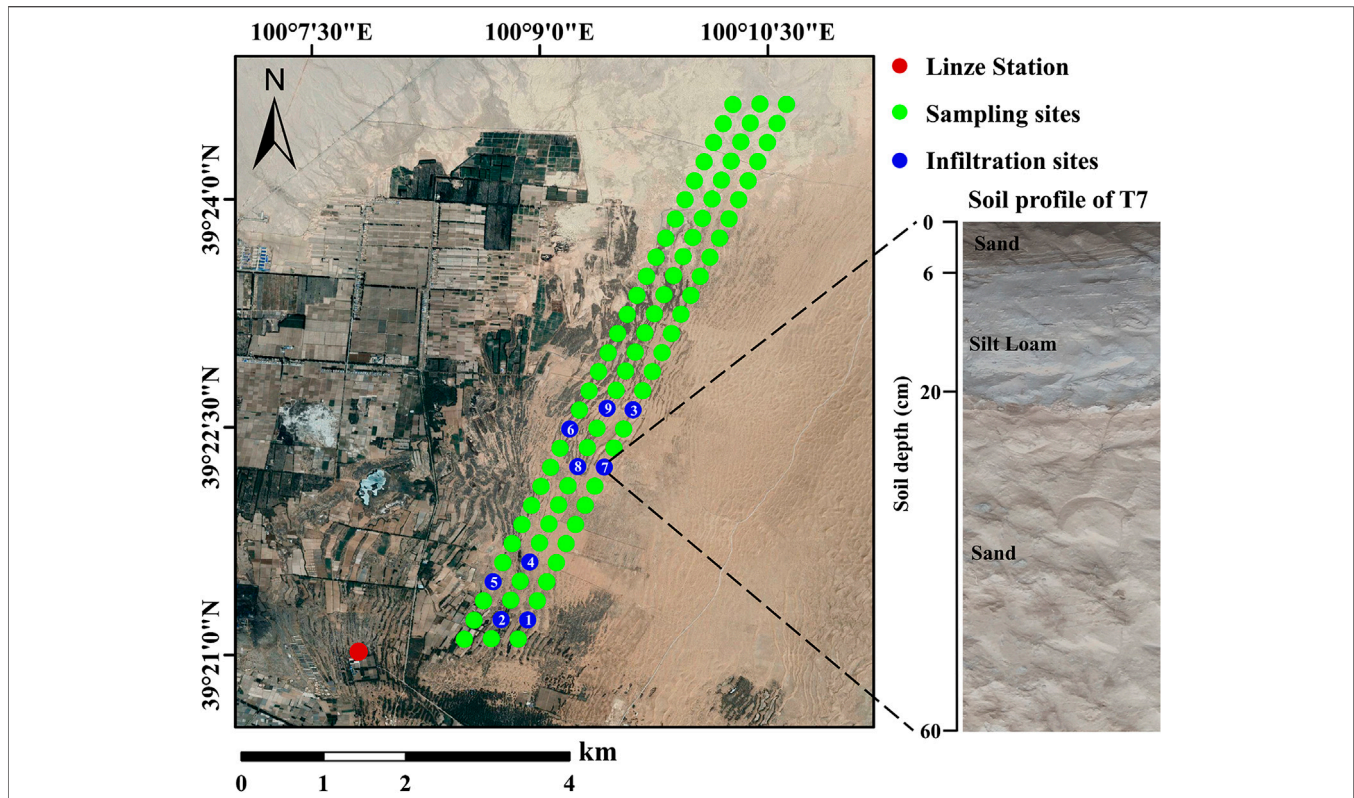 100°7'30"E 100°9'0"E 100°10'30"E
N
39°24'0"N
39°22'30"N
39°21'0"N
Linze Station
Sampling sites
Infiltration sites
9
3
6
8
7
4
5
2
1
km
0 1 2 4
Soil profile of T7
Soil depth (cm)
0
Sand
6
Silt Loam
20
Sand
60